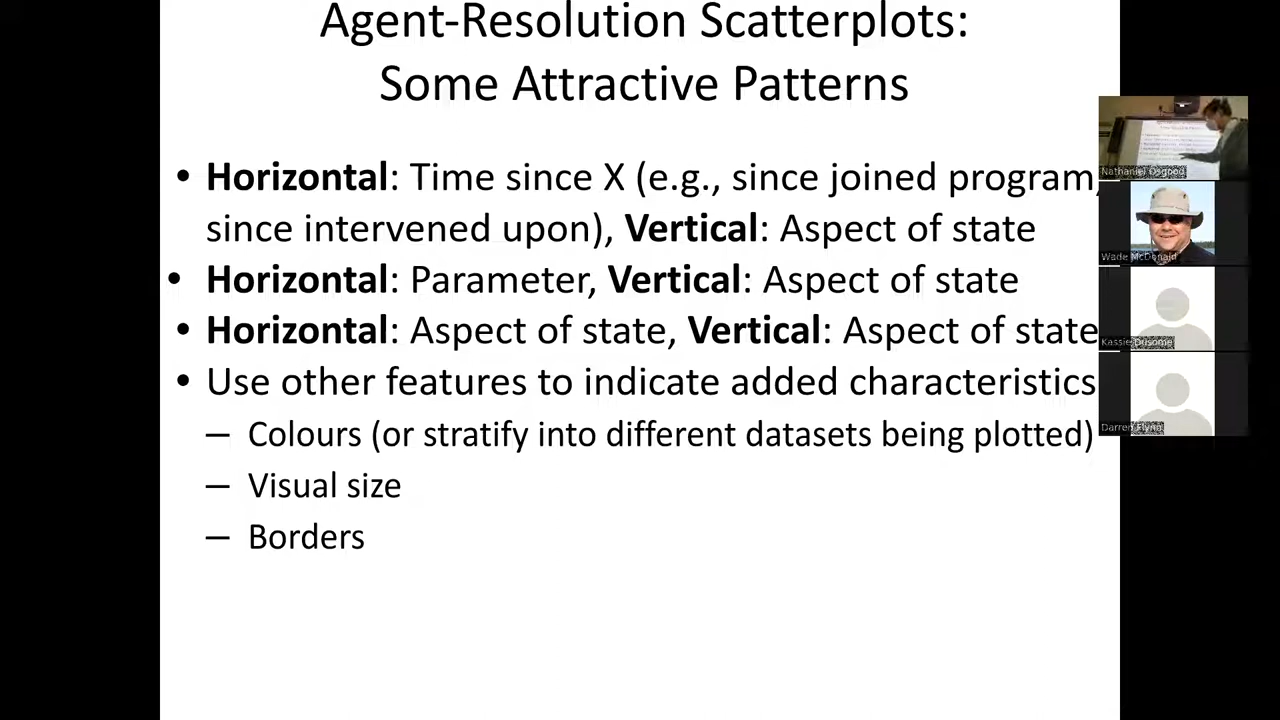 Agent-Resolution Scatterplots:
Some Attractive Patterns
• Horizontal: Time since X (e.g., since joined program,
since intervened upon), Vertical: Aspect of state
• Horizontal: Parameter, Vertical: Aspect of state
• Horizontal: Aspect of state, Vertical: Aspect of state
• Use other features to indicate added characteristics
– Colours (or stratify into different datasets being plotted)
– Visual size
– Borders
Nathaniel Osgood
Wade McDonald
Kassie Dusome
Darren Flynn